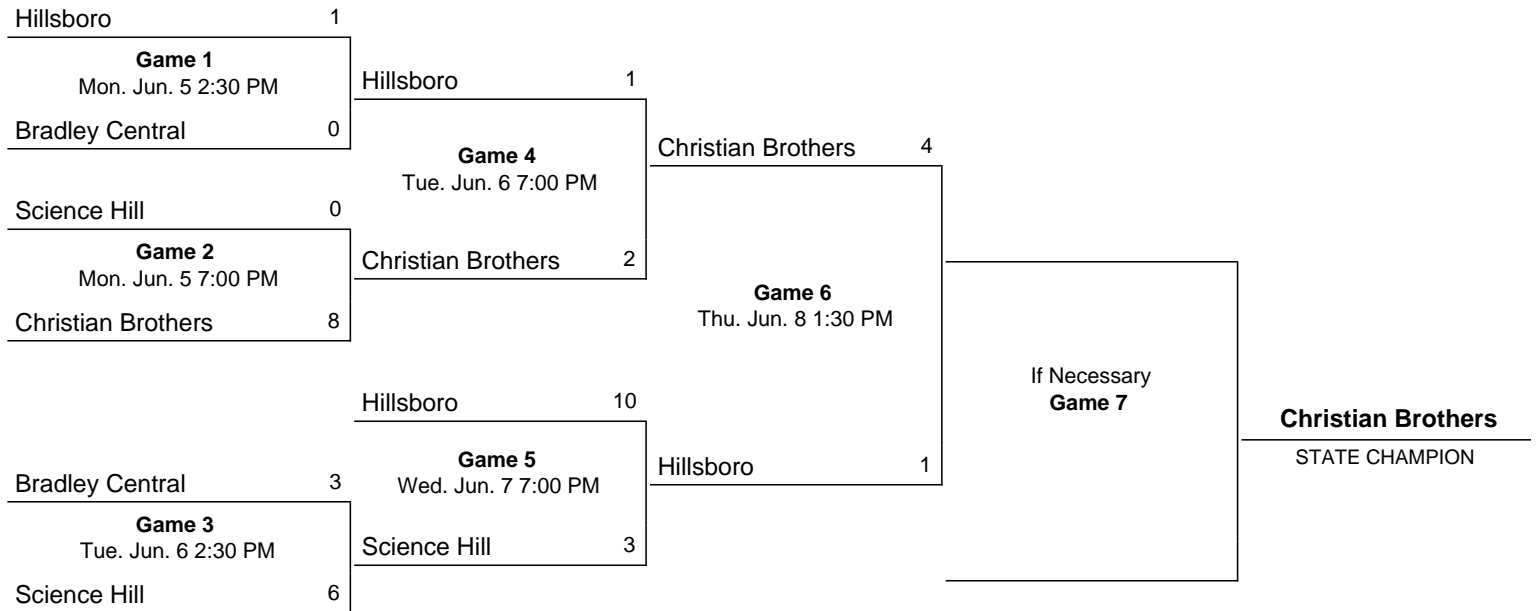 Hillsboro 1
Game 1
Mon. Jun. 5 2:30 PM
Bradley Central 0
Science Hill 0
Game 2
Mon. Jun. 5 7:00 PM
Christian Brothers 8
Bradley Central 3
Game 3
Tue. Jun. 6 2:30 PM
Science Hill 6
Hillsboro 1
Game 4
Tue. Jun. 6 7:00 PM
Christian Brothers 2
Hillsboro 10
Game 5
Wed. Jun. 7 7:00 PM
Science Hill 3
Christian Brothers 4
Game 6
Thu. Jun. 8 1:30 PM
Hillsboro 1
If Necessary
Game 7
Christian Brothers
STATE CHAMPION